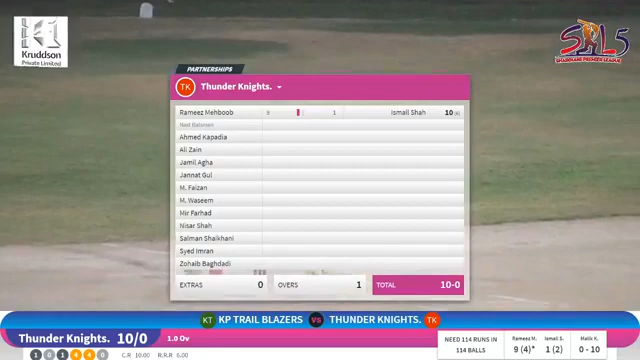 Kruddson
Private Limited
SPL5
SHADGANI PREMIER LEAGUE
PARTNERSHIPS
TK Thunder Knights.
Rameez Mehboob 9 1 Ismail Shah 10 (6)
Next Batsmen
Ahmed Kapadia
Ali Zain
Jamil Agha
Jannat Gul
M. Faizan
M. Waseem
Mir Farhad
Nisar Shah
Salman Shaikhani
Syed Imran
Zohaib Baghdadi
EXTRAS 0 OVERS 1 TOTAL 10-0
KT KP TRAIL BLAZERS VS THUNDER KNIGHTS. TK
Thunder Knights. 10/0 1.0 Ov
1 0 1 4 4 0 C.R 10.00 R.R.R 6.00
NEED 114 RUNS IN
114 BALLS
Rameez M. Ismail S. Malik K.
9 (4)* 1 (2) 0 - 10